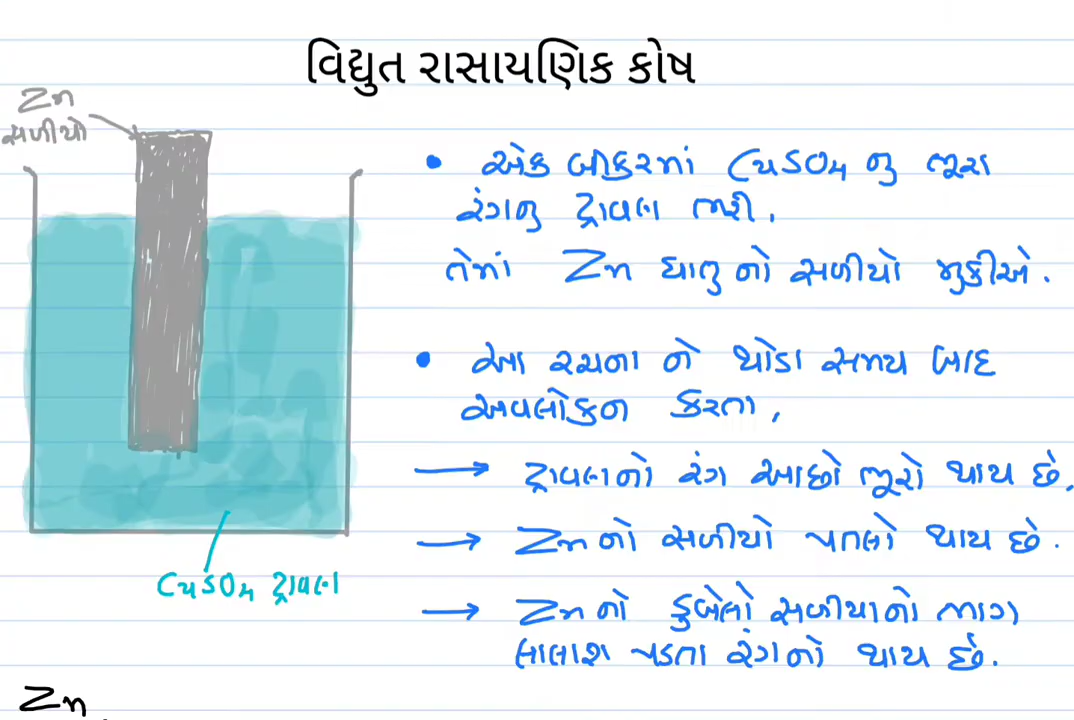 વિદ્યુત રાસાયણિક કોષ
Zn
સળીયો
• એક બીકરમાં CuSO4 નુ ભૂરા
રંગનુ દ્રાવણ ભરી,
તેમાં Zn ધાતુ નો સળીયો મુકીએ.
• આ રચના ને થોડા સમય બાદ
અવલોકન કરતા,
→ દ્રાવણનો રંગ આછો ભૂરો થાય છે.
→ Zn નો સળીયો પતલો થાય છે.
→ Zn નો ડુબેલો સળીયાનો ભાગ
લાલાશ પડતા રંગનો થાય છે.
CuSO4 દ્રાવણ
Zn